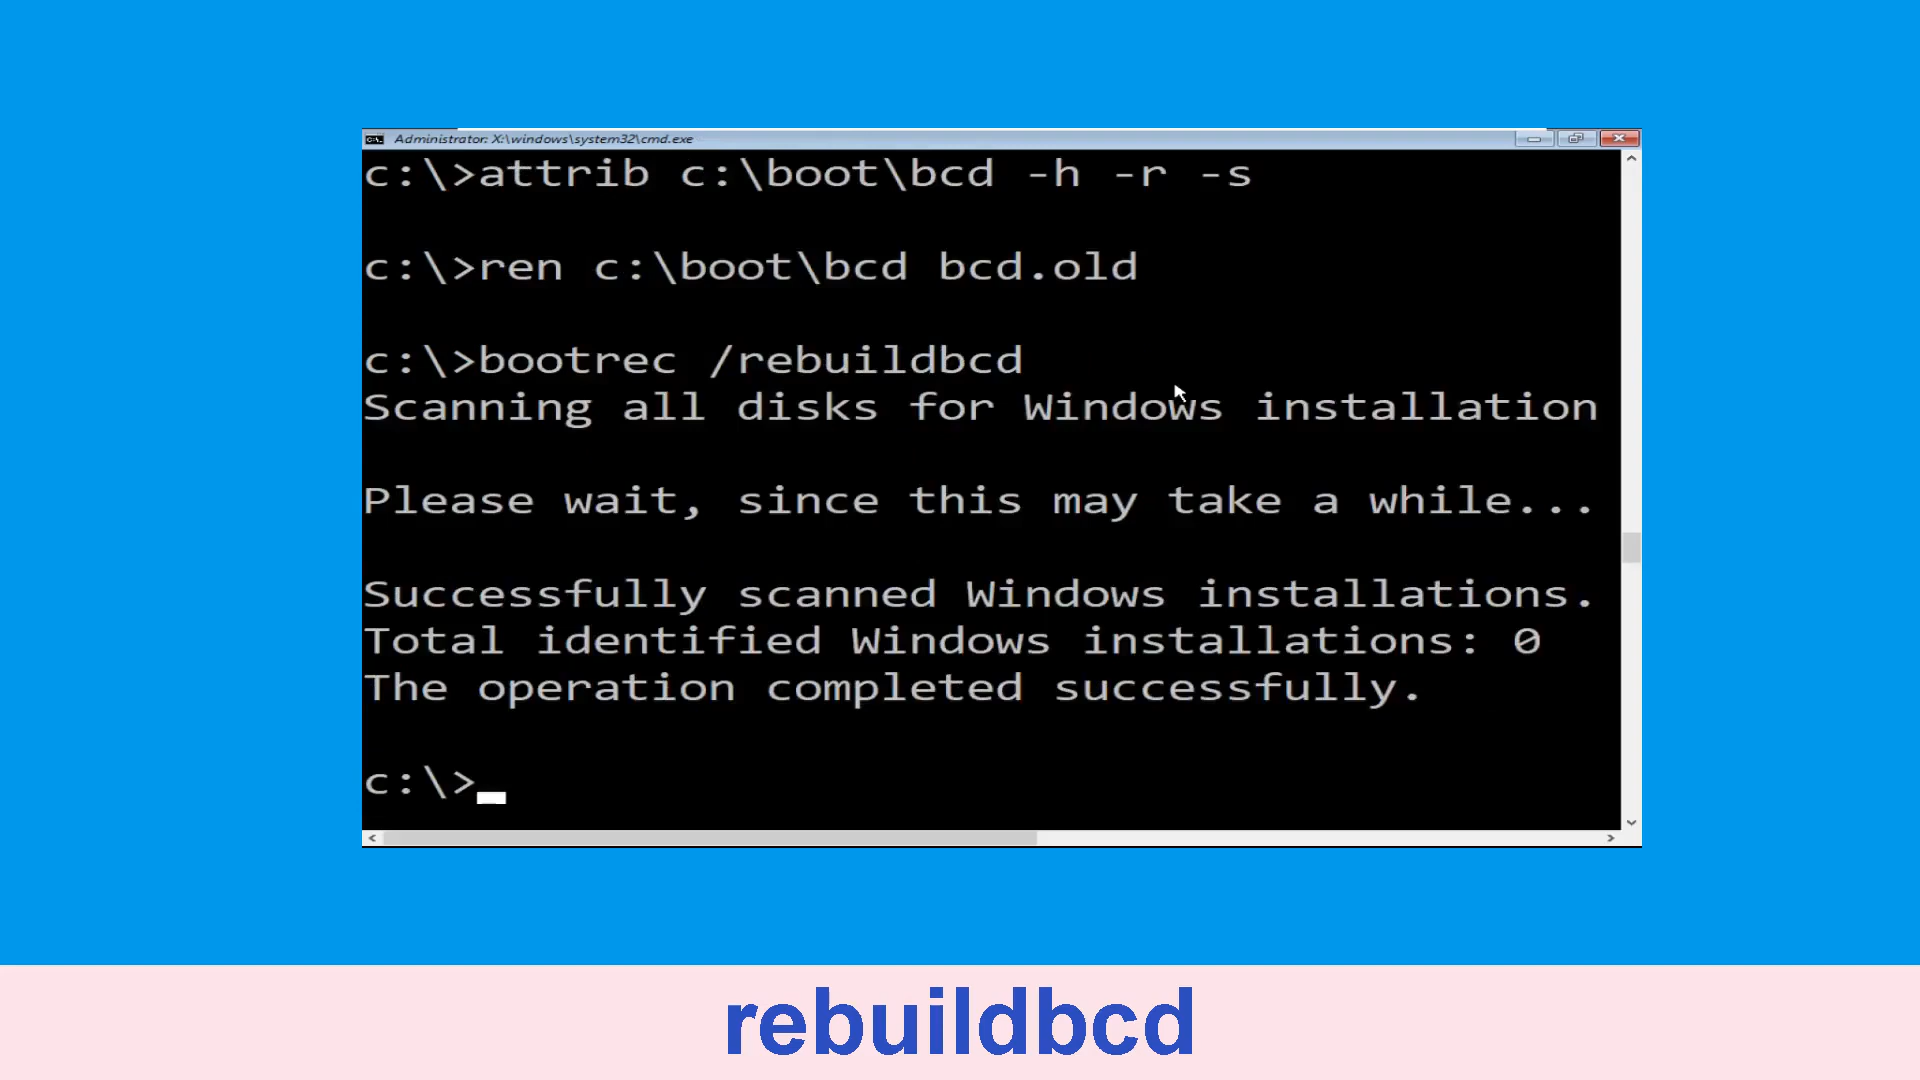 Administrator: X:\windows\system32\cmd.exe
c:\>attrib c:\boot\bcd -h -r -s
c:\>ren c:\boot\bcd bcd.old
c:\>bootrec /rebuildbcd
Scanning all disks for Windows installation
Please wait, since this may take a while...
Successfully scanned Windows installations.
Total identified Windows installations: 0
The operation completed successfully.
c:\>
rebuildbcd